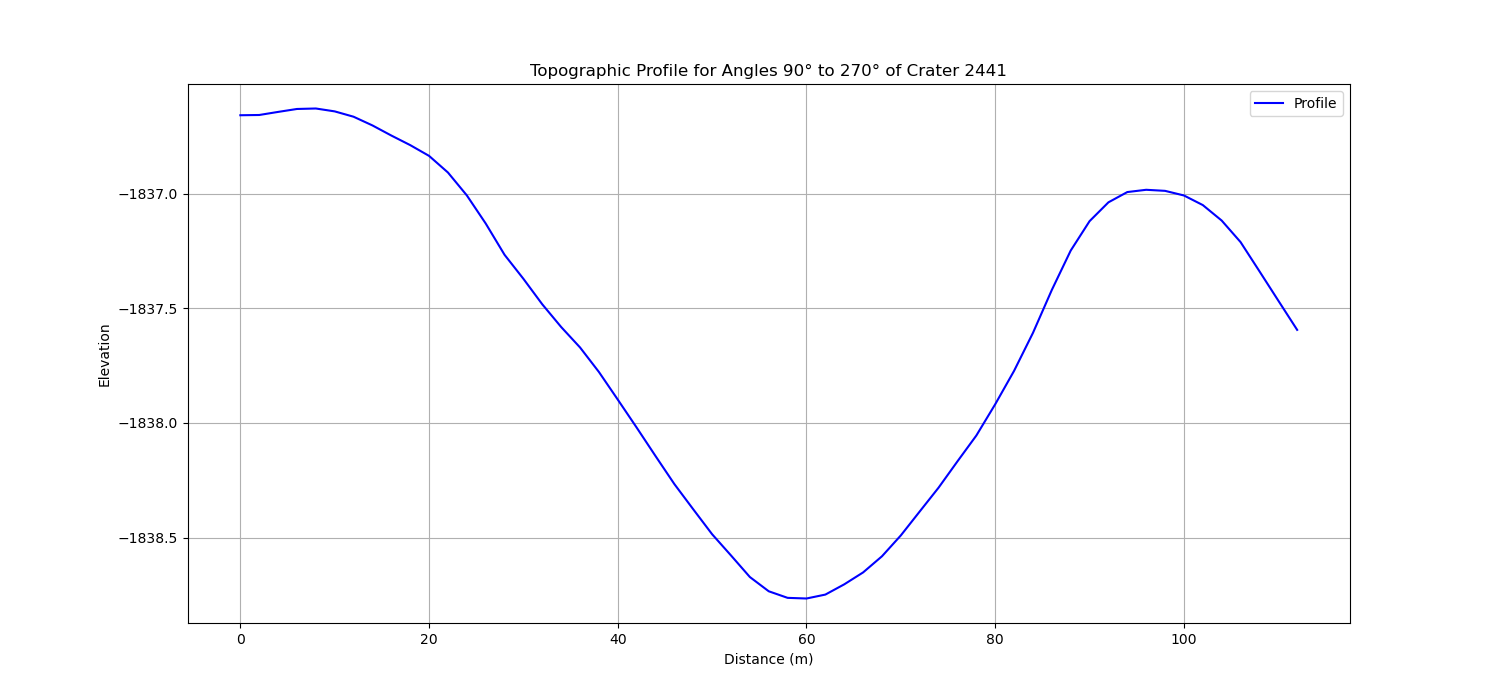 Topographic Profile for Angles 90° to 270° of Crater 2441
Profile
Elevation
−1837.0
−1837.5
−1838.0
−1838.5
0 20 40 60 80 100
Distance (m)